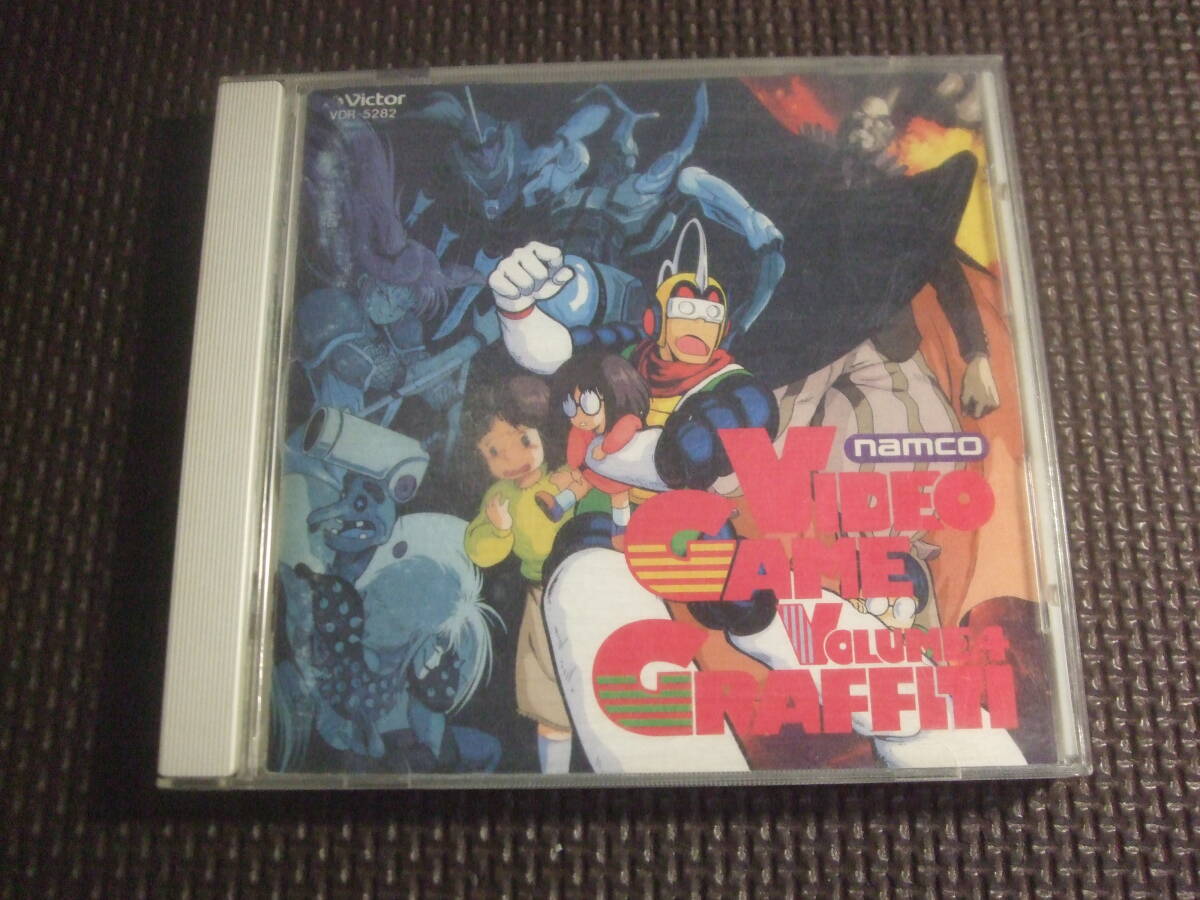 Victor
VDR-5282
namco
VIDEO
GAME
VOLUME 4
GRAFFITI